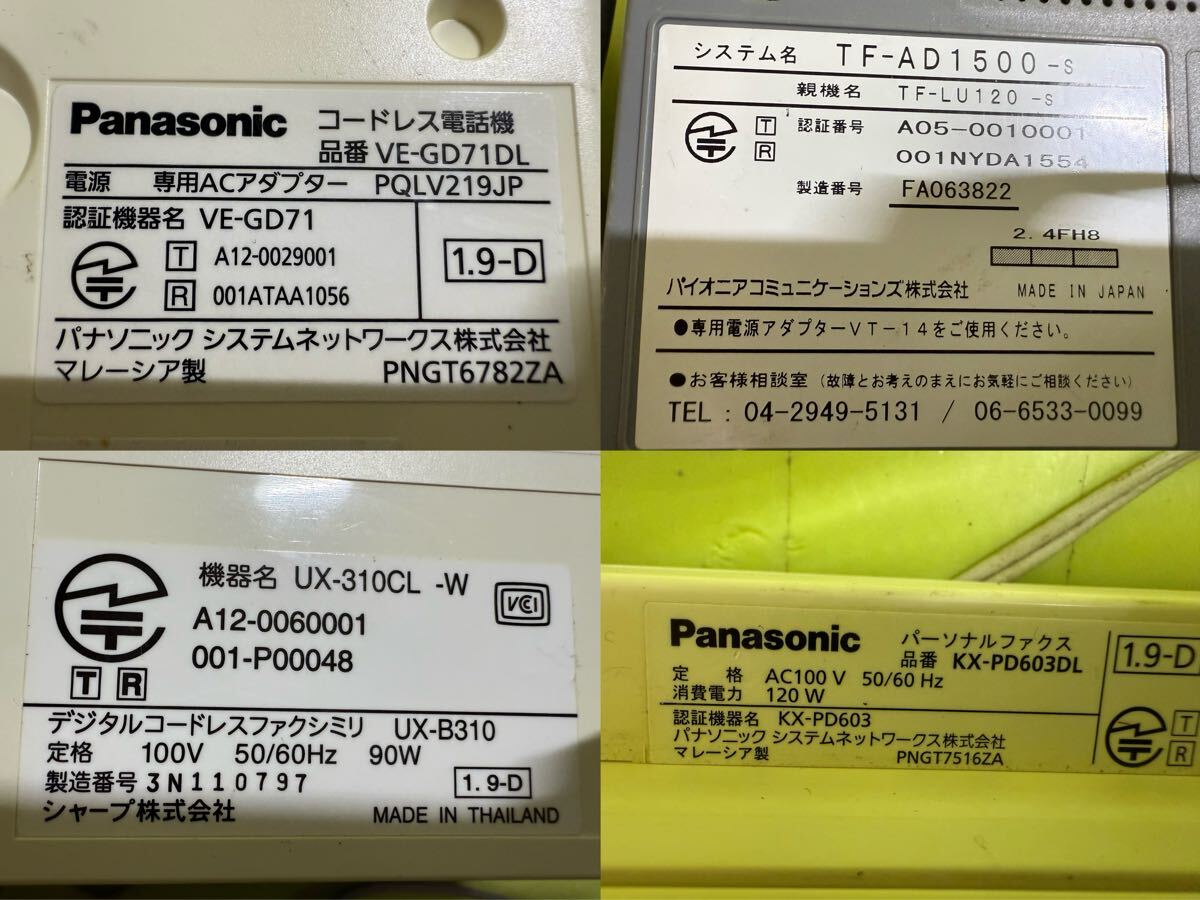 Panasonic コードレス電話機
品番 VE-GD71DL
電源 専用ACアダプター PQLV219JP
認証機器名 VE-GD71
T A12-0029001
R 001ATAA1056
1.9-D
パナソニック システムネットワークス株式会社
マレーシア製 PNGT6782ZA
システム名 TF-AD1500-S
親機名 TF-LU120-S
T 認証番号 A05-0010001
R 001NYDA1554
製造番号 FA063822
2.4FH8
パイオニアコミュニケーションズ株式会社 MADE IN JAPAN
●専用電源アダプターVT-14をご使用ください。
●お客様相談室（故障とお考えのまえにお気軽にご相談ください）
TEL : 04-2949-5131 / 06-6533-0099
機器名 UX-310CL -W
A12-0060001
001-P00048
T R
VCI
デジタルコードレスファクシミリ UX-B310
定格 100V 50/60Hz 90W
製造番号 3N110797
1.9-D
シャープ株式会社 MADE IN THAILAND
Panasonic パーソナルファクス
品番 KX-PD603DL
定格 AC100 V 50/60 Hz
消費電力 120 W
認証機器名 KX-PD603
パナソニック システムネットワークス株式会社
マレーシア製 PNGT7516ZA
1.9-D
T
R